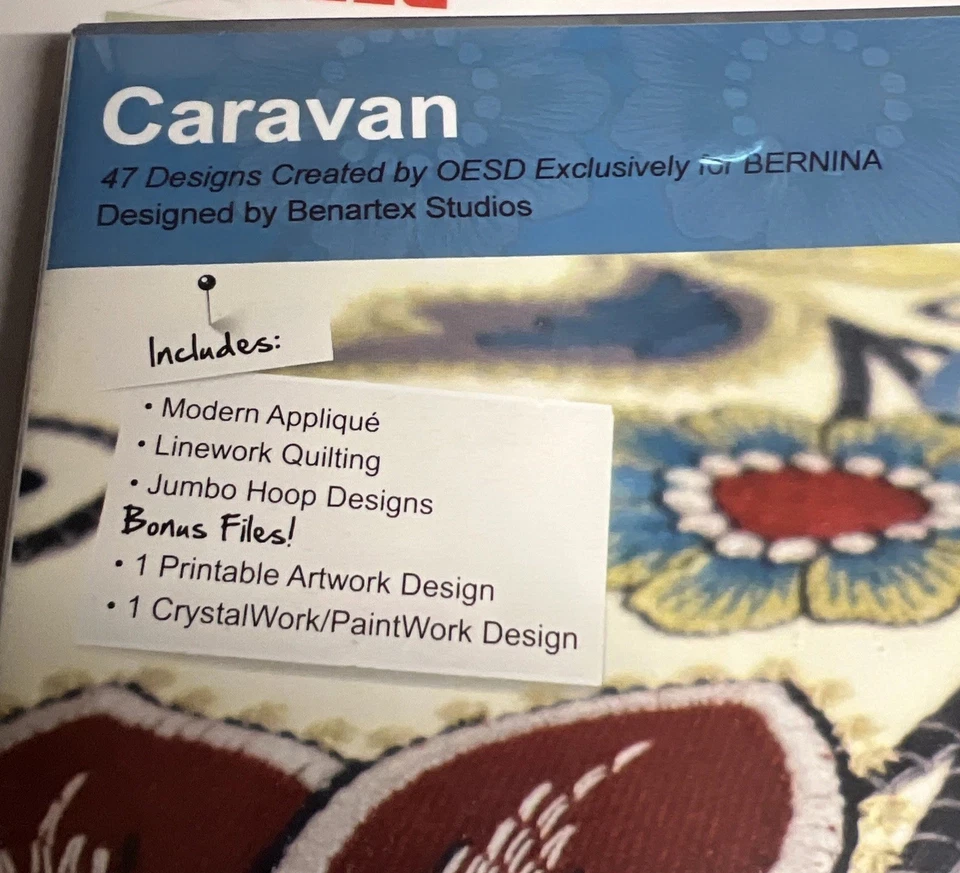 Caravan
47 Designs Created by OESD Exclusively for BERNINA
Designed by Benartex Studios
Includes:
• Modern Appliqué
• Linework Quilting
• Jumbo Hoop Designs
Bonus Files!
• 1 Printable Artwork Design
• 1 CrystalWork/PaintWork Design